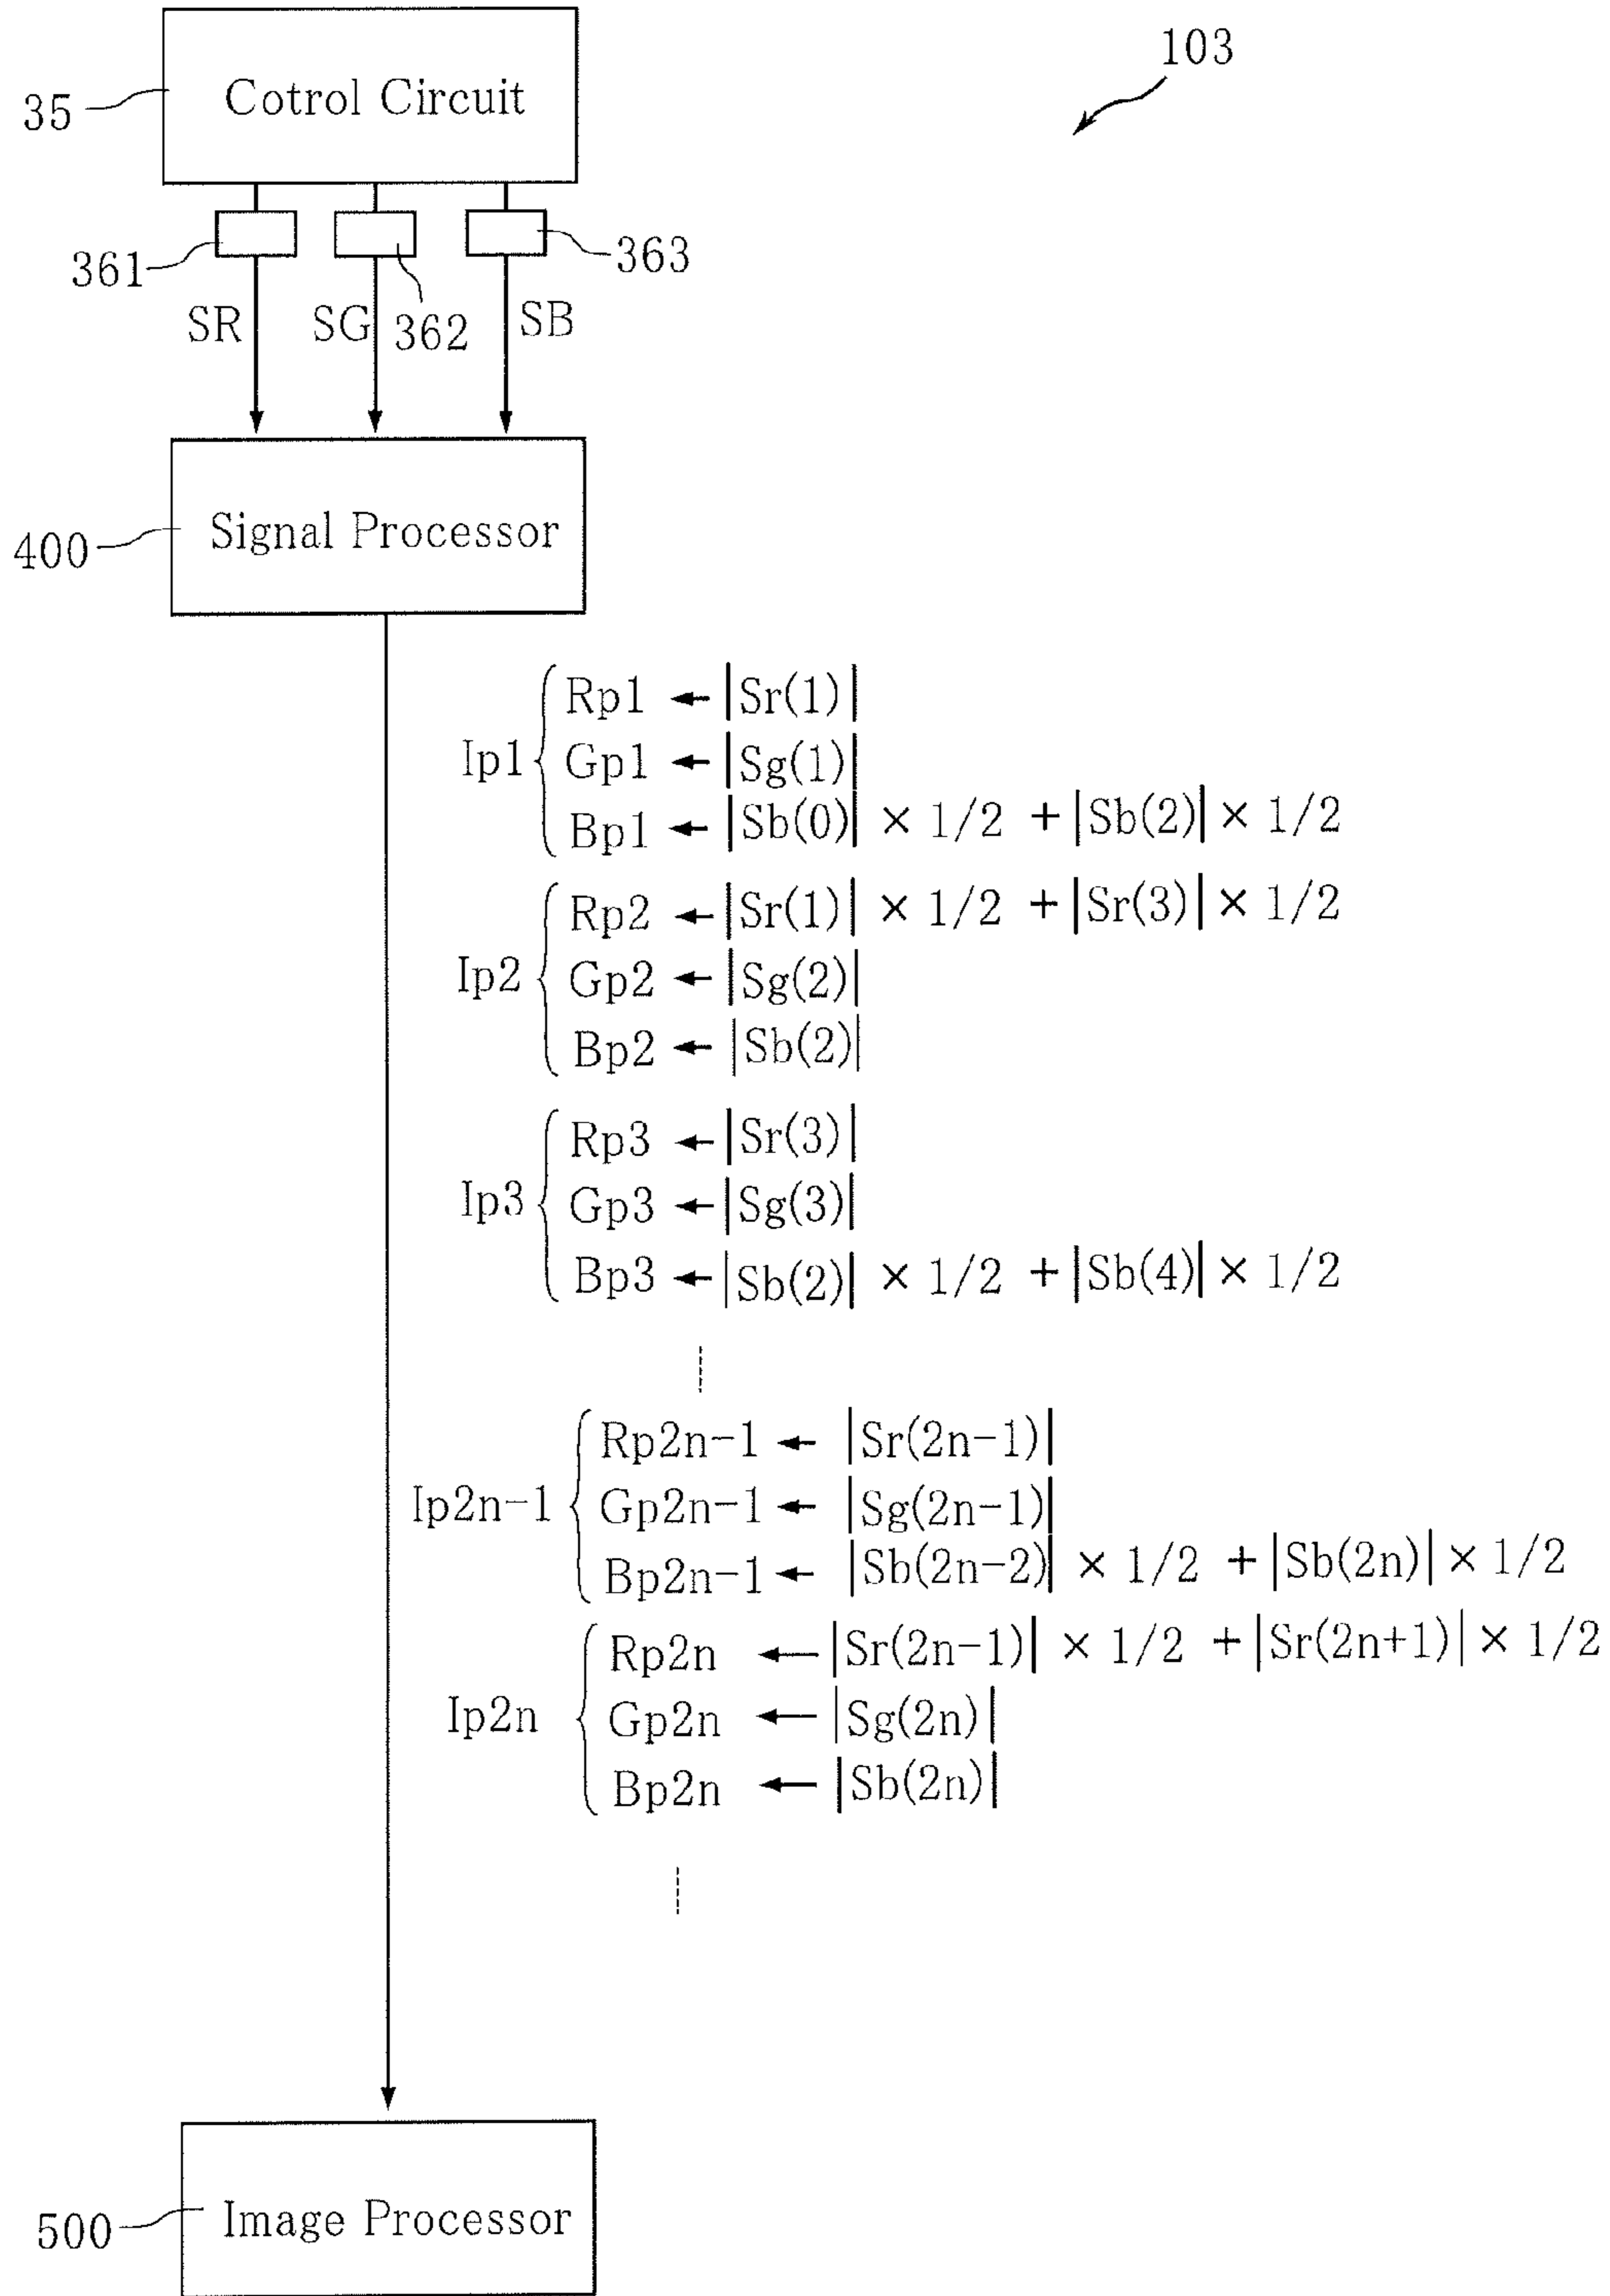 103
35
Cotrol Circuit
361
362
363
SR
SG
SB
400
Signal Processor
Ip1
Rp1 ← |Sr(1)|
Gp1 ← |Sg(1)|
Bp1 ← |Sb(0)| × 1/2 + |Sb(2)| × 1/2
Ip2
Rp2 ← |Sr(1)| × 1/2 + |Sr(3)| × 1/2
Gp2 ← |Sg(2)|
Bp2 ← |Sb(2)|
Ip3
Rp3 ← |Sr(3)|
Gp3 ← |Sg(3)|
Bp3 ← |Sb(2)| × 1/2 + |Sb(4)| × 1/2
Ip2n-1
Rp2n-1 ← |Sr(2n-1)|
Gp2n-1 ← |Sg(2n-1)|
Bp2n-1 ← |Sb(2n-2)| × 1/2 + |Sb(2n)| × 1/2
Ip2n
Rp2n ← |Sr(2n-1)| × 1/2 + |Sr(2n+1)| × 1/2
Gp2n ← |Sg(2n)|
Bp2n ← |Sb(2n)|
500
Image Processor